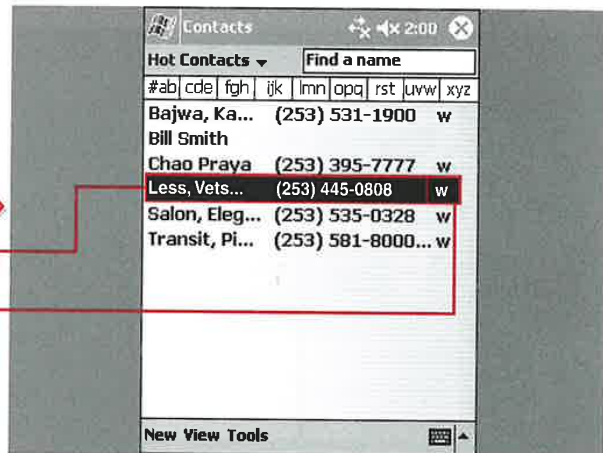 Contacts 2:00
Hot Contacts Find a name
#ab cde fgh ijk lmn opq rst uvw xyz
Bajwa, Ka... (253) 531-1900 w
Bill Smith
Chao Praya (253) 395-7777 w
Less, Vets... (253) 445-0808 w
Salon, Eleg... (253) 535-0328 w
Transit, Pi... (253) 581-8000... w
New View Tools